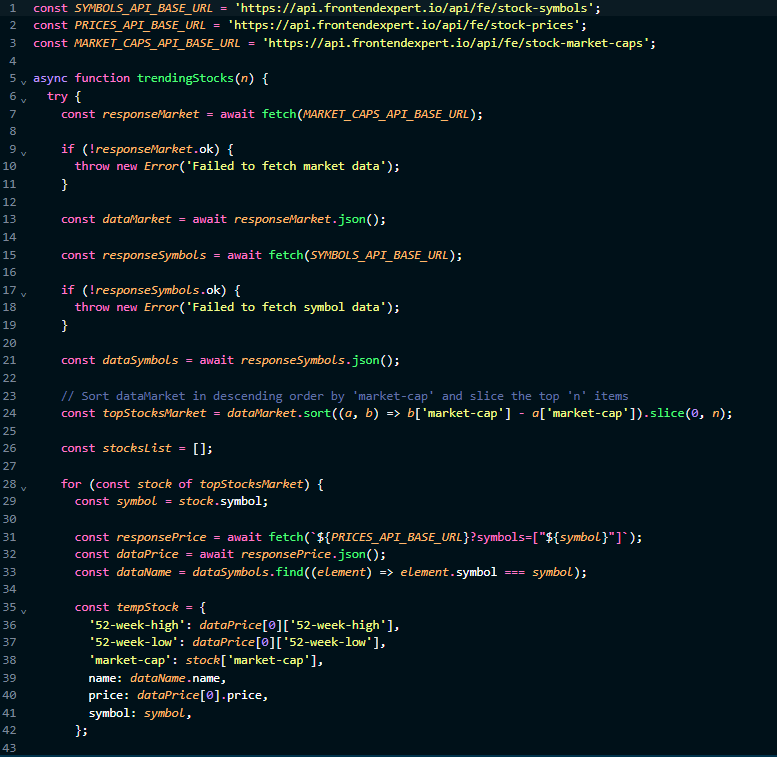 1 const SYMBOLS_API_BASE_URL = 'https://api.frontendexpert.io/api/fe/stock-symbols';
2 const PRICES_API_BASE_URL = 'https://api.frontendexpert.io/api/fe/stock-prices';
3 const MARKET_CAPS_API_BASE_URL = 'https://api.frontendexpert.io/api/fe/stock-market-caps';
4
5 async function trendingStocks(n) {
6   try {
7     const responseMarket = await fetch(MARKET_CAPS_API_BASE_URL);
8
9     if (!responseMarket.ok) {
10       throw new Error('Failed to fetch market data');
11     }
12
13     const dataMarket = await responseMarket.json();
14
15     const responseSymbols = await fetch(SYMBOLS_API_BASE_URL);
16
17     if (!responseSymbols.ok) {
18       throw new Error('Failed to fetch symbol data');
19     }
20
21     const dataSymbols = await responseSymbols.json();
22
23     // Sort dataMarket in descending order by 'market-cap' and slice the top 'n' items
24     const topStocksMarket = dataMarket.sort((a, b) => b['market-cap'] - a['market-cap']).slice(0, n);
25
26     const stocksList = [];
27
28     for (const stock of topStocksMarket) {
29       const symbol = stock.symbol;
30
31       const responsePrice = await fetch(`${PRICES_API_BASE_URL}?symbols=["${symbol}"]`);
32       const dataPrice = await responsePrice.json();
33       const dataName = dataSymbols.find((element) => element.symbol === symbol);
34
35       const tempStock = {
36         '52-week-high': dataPrice[0]['52-week-high'],
37         '52-week-low': dataPrice[0]['52-week-low'],
38         'market-cap': stock['market-cap'],
39         name: dataName.name,
40         price: dataPrice[0].price,
41         symbol: symbol,
42       };
43